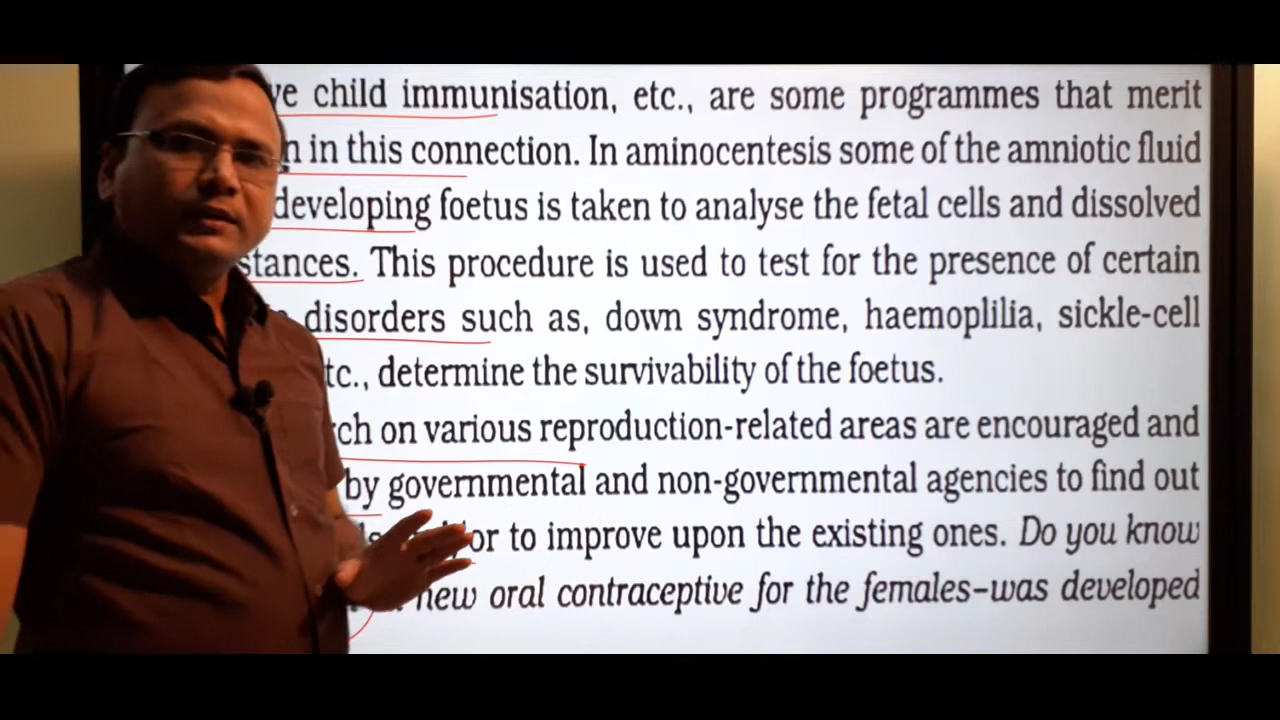 child immunisation, etc., are some programmes that merit
in this connection. In aminocentesis some of the amniotic fluid
developing foetus is taken to analyse the fetal cells and dissolved
stances. This procedure is used to test for the presence of certain
disorders such as, down syndrome, haemoplilia, sickle-cell
tc., determine the survivability of the foetus.
rch on various reproduction-related areas are encouraged and
by governmental and non-governmental agencies to find out
or to improve upon the existing ones. Do you know
new oral contraceptive for the females–was developed